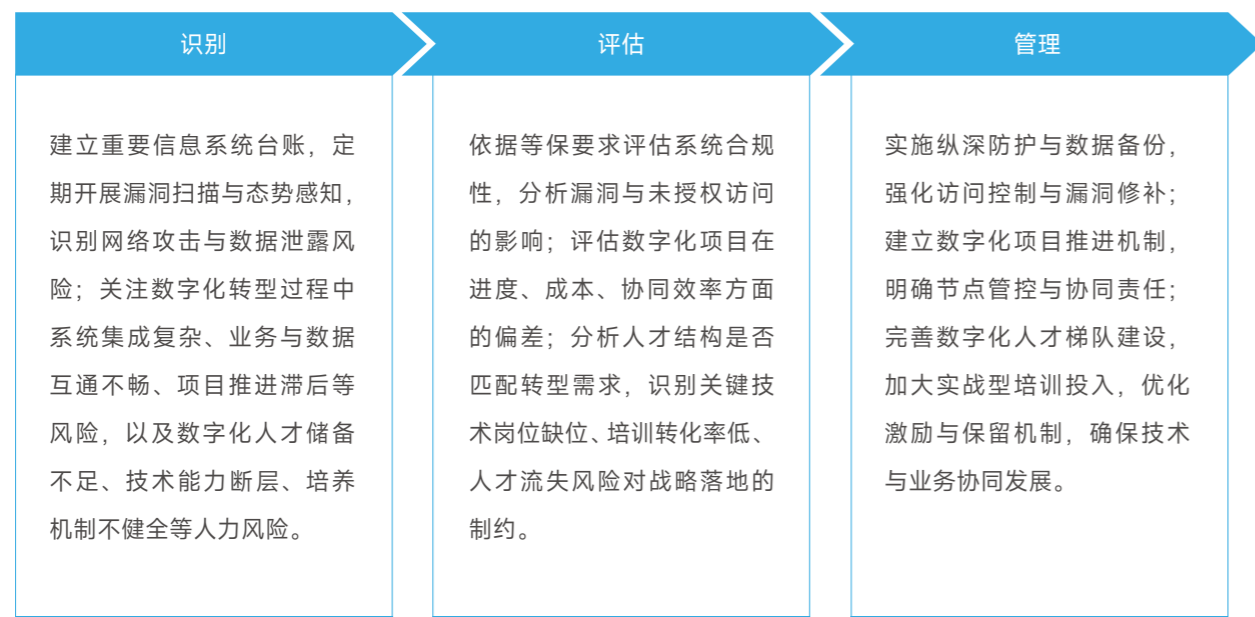 识别
建立重要信息系统台账，定
期开展漏洞扫描与态势感知，
识别网络攻击与数据泄露风
险；关注数字化转型过程中
系统集成复杂、业务与数据
互通不畅、项目推进滞后等
风险，以及数字化人才储备
不足、技术能力断层、培养
机制不健全等人力风险。
评估
依据等保要求评估系统合规
性，分析漏洞与未授权访问
的影响；评估数字化项目在
进度、成本、协同效率方面
的偏差；分析人才结构是否
匹配转型需求，识别关键技
术岗位缺位、培训转化率低、
人才流失风险对战略落地的
制约。
管理
实施纵深防护与数据备份，
强化访问控制与漏洞修补；
建立数字化项目推进机制，
明确节点管控与协同责任；
完善数字化人才梯队建设，
加大实战型培训投入，优化
激励与保留机制，确保技术
与业务协同发展。